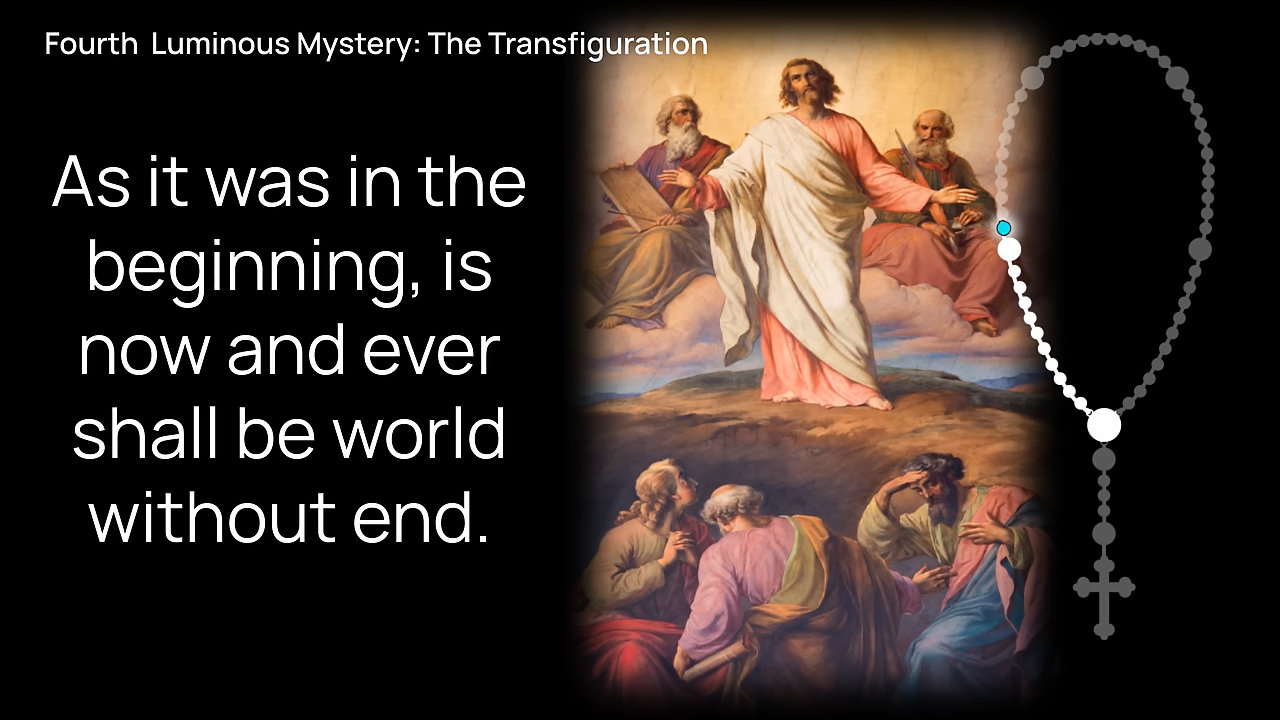 Fourth  Luminous Mystery: The Transfiguration
As it was in the
beginning, is
now and ever
shall be world
without end.